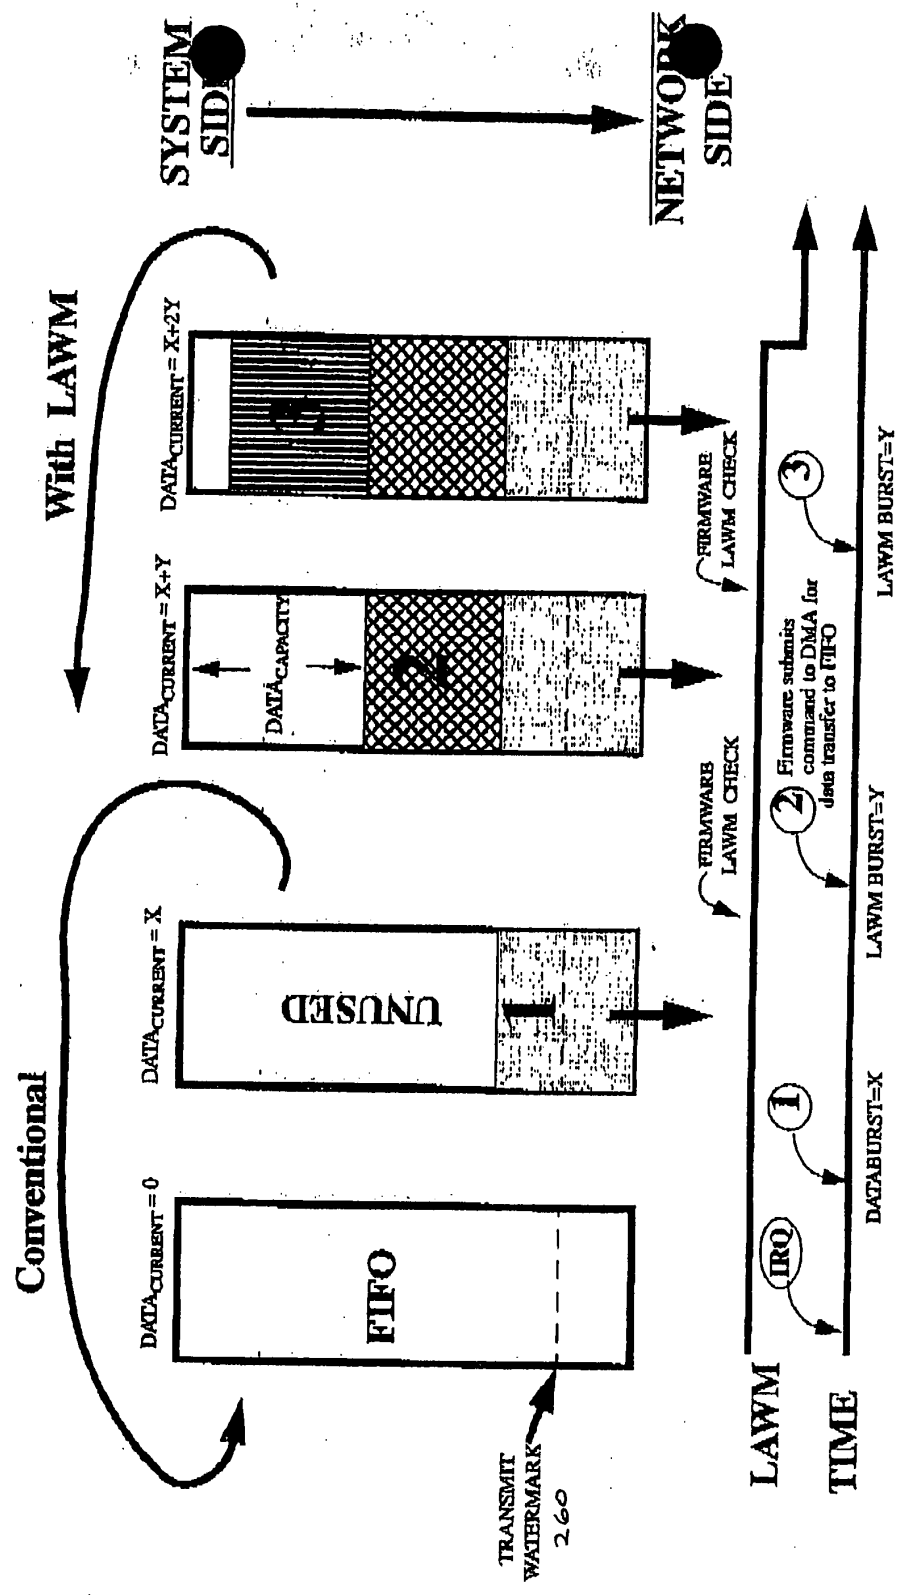 Conventional
With LAWM
SYSTEM
SIDE
DATACURRENT = 0
DATACURRENT = X
DATACURRENT = X+Y
DATACURRENT = X+2Y
FIFO
UNUSED
1
DATACAPACITY
2
3
NETWORK
SIDE
TRANSMIT
WATERMARK
260
FIRMWARE
LAWM CHECK
FIRMWARE
LAWM CHECK
LAWM
IRQ
1
2
Firmware submits
command to DMA for
data transfer to FIFO
3
TIME
DATABURST=X
LAWM BURST=Y
LAWM BURST=Y